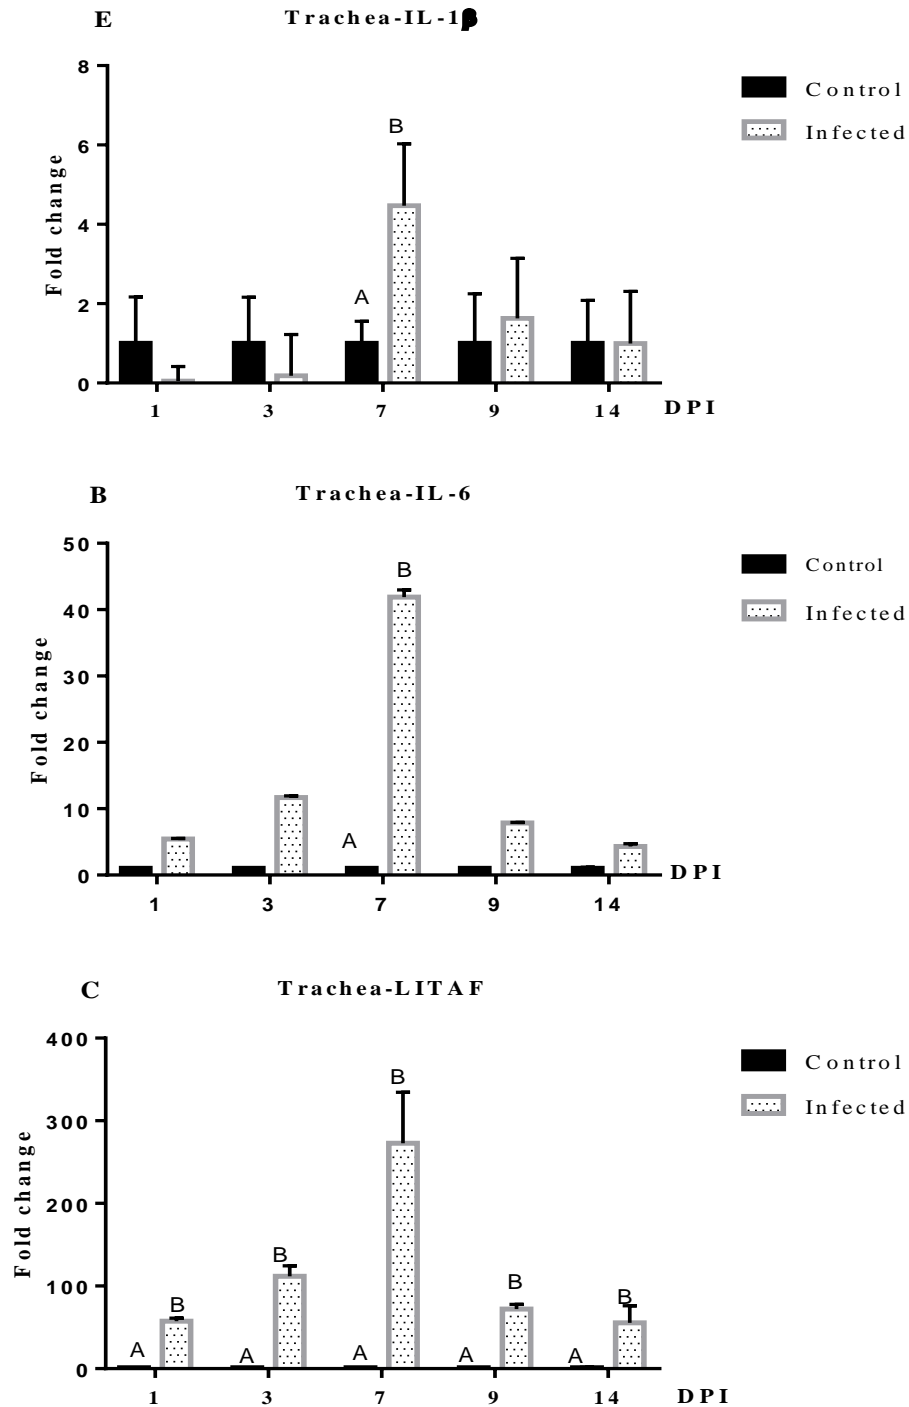 E Trachea-IL-1β
8
6
4
2
0
Fold change
B
A
1 3 7 9 14 DPI
Control
Infected
B Trachea-IL-6
50
40
30
20
10
0
Fold change
B
A
1 3 7 9 14 DPI
Control
Infected
C Trachea-LITAF
400
300
200
100
0
Fold change
B
B
B
B
B
A A A A A
1 3 7 9 14 DPI
Control
Infected